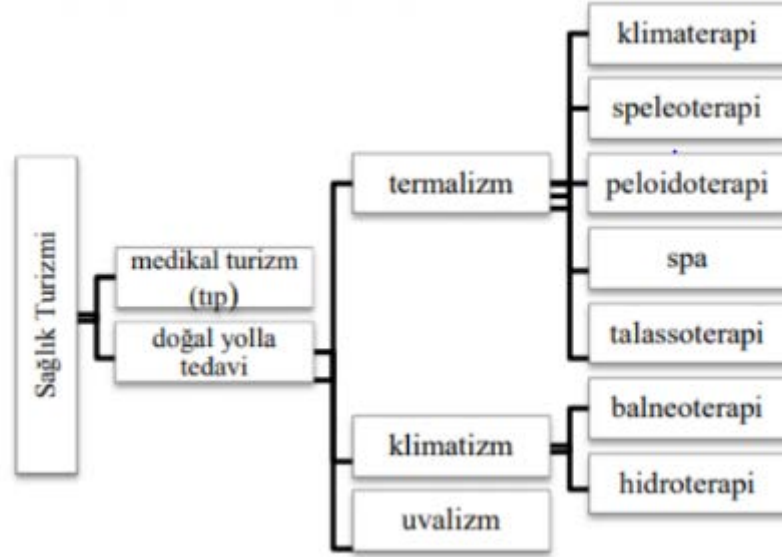 Sağlık Turizmi
medikal turizm
(tıp)
doğal yolla
tedavi
termalizm
klimatizm
uvalizm
klimaterapi
speleoterapi
peloidoterapi
spa
talassoterapi
balneoterapi
hidroterapi